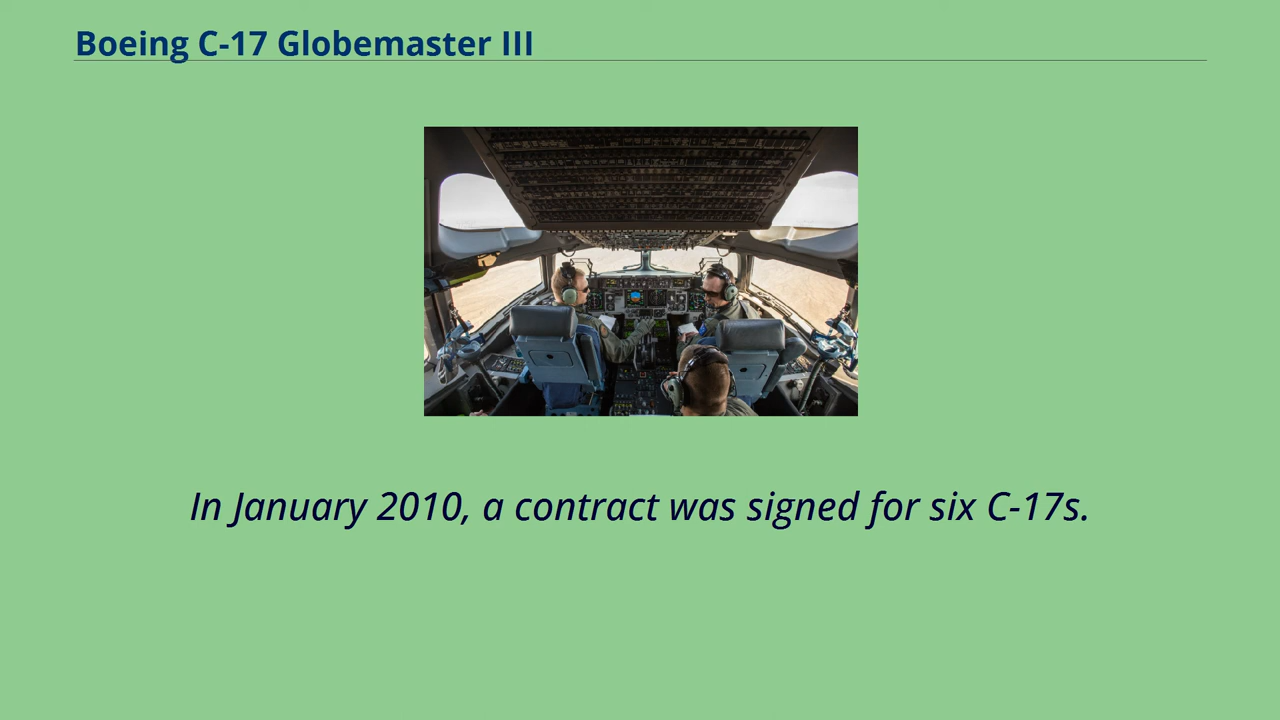 Boeing C-17 Globemaster III
In January 2010, a contract was signed for six C-17s.